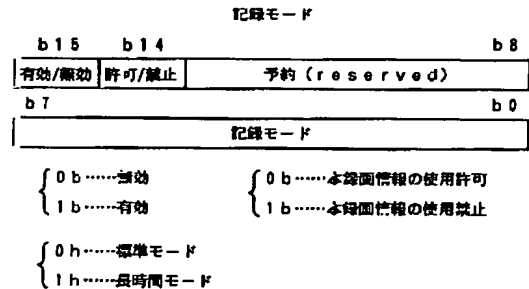 記録モード
b15 b14 b8
有効/無効 許可/禁止 予約(reserved)
b7 b0
記録モード
0b……無効 0b……本録画情報の使用許可
1b……有効 1b……本録画情報の使用禁止
0h……標準モード
1h……長時間モード